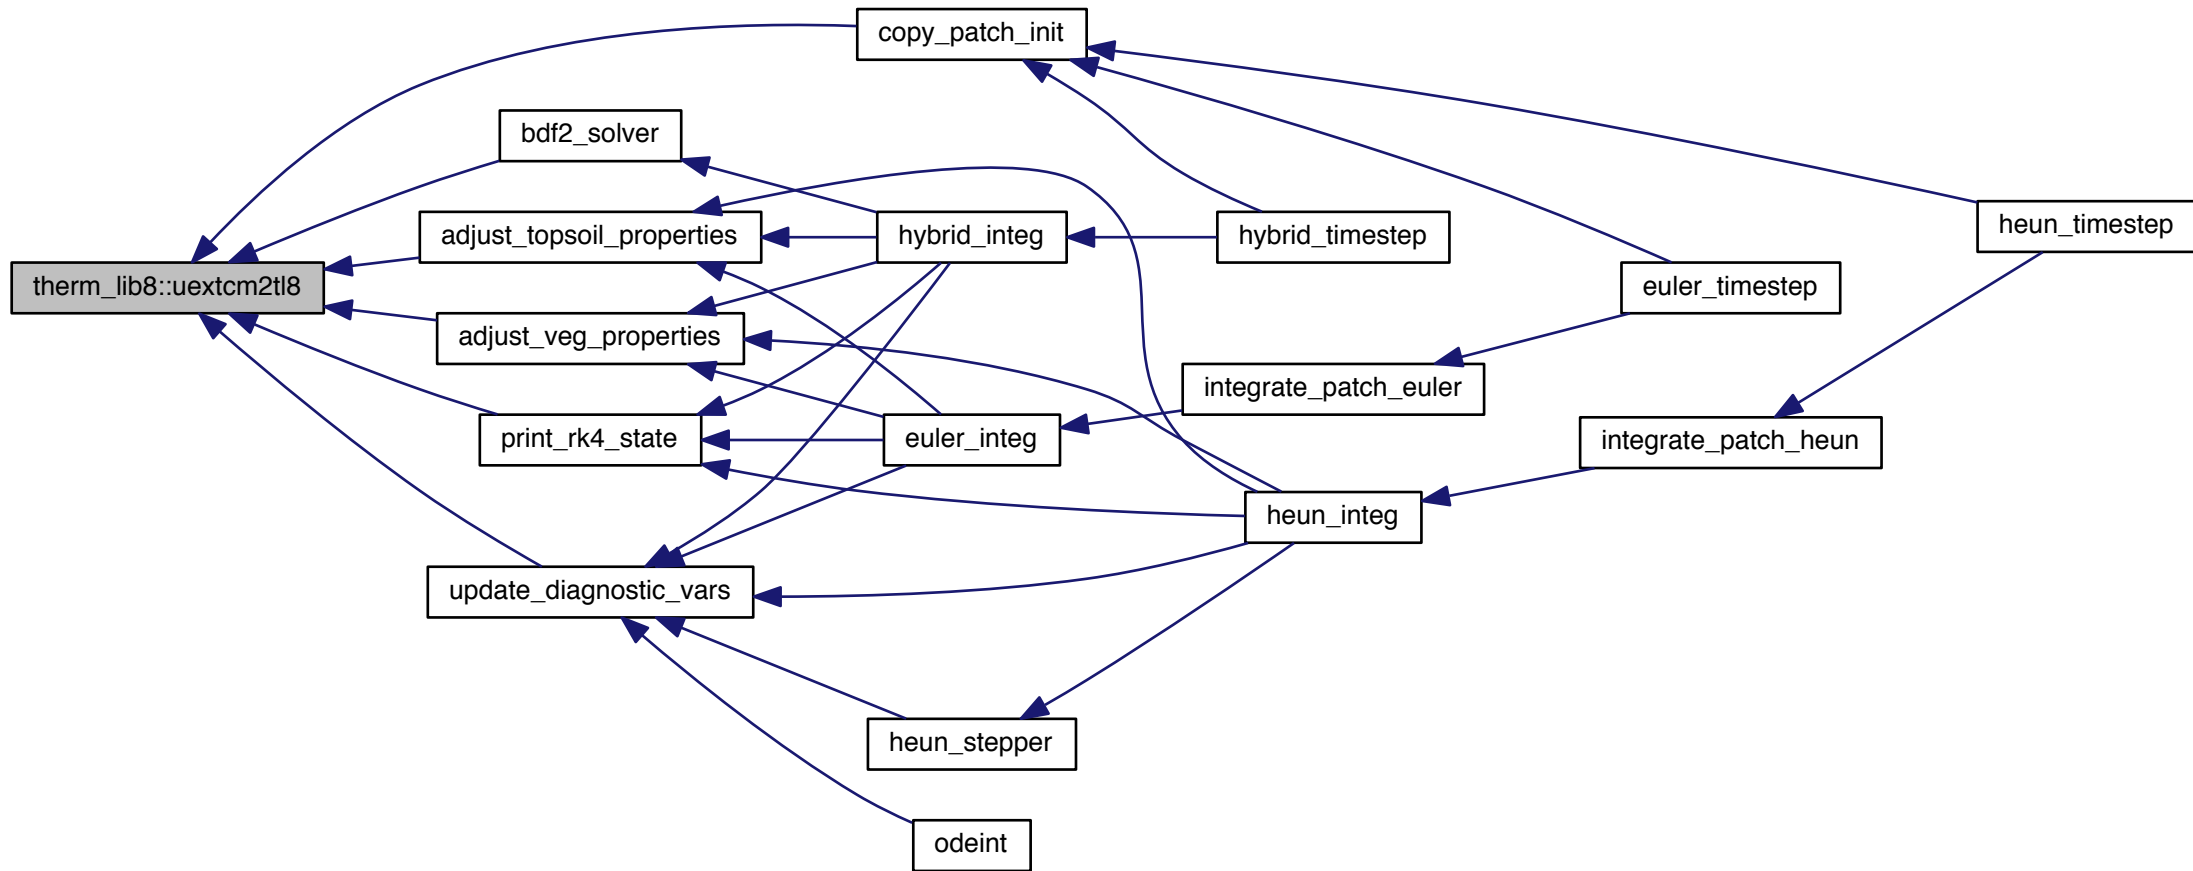 copy_patch_init
bdf2_solver
adjust_topsoil_properties
hybrid_integ
hybrid_timestep
heun_timestep
therm_lib8::uextcm2tl8
euler_timestep
adjust_veg_properties
integrate_patch_euler
print_rk4_state
euler_integ
integrate_patch_heun
heun_integ
update_diagnostic_vars
heun_stepper
odeint